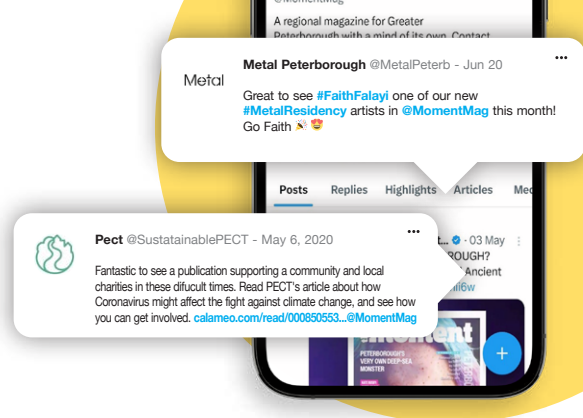 @MomentMag
A regional magazine for Greater
Peterborough with a mind of its own. Contact
Metal
Metal Peterborough @MetalPeterb - Jun 20
Great to see #FaithFalayi one of our new
#MetalResidency artists in @MomentMag this month!
Go Faith 🎉 😍
Posts Replies Highlights Articles Med
t... · 03 May
ROUGH?
Ancient
li6w
Pect @SustatainablePECT - May 6, 2020
Fantastic to see a publication supporting a community and local
charities in these difucult times. Read PECT's article about how
Coronavirus might affect the fight against climate change, and see how
you can get involved. calameo.com/read/000850553...@MomentMag
moment
PETERBOROUGH'S
VERY OWN DEEP-SEA
MONSTER